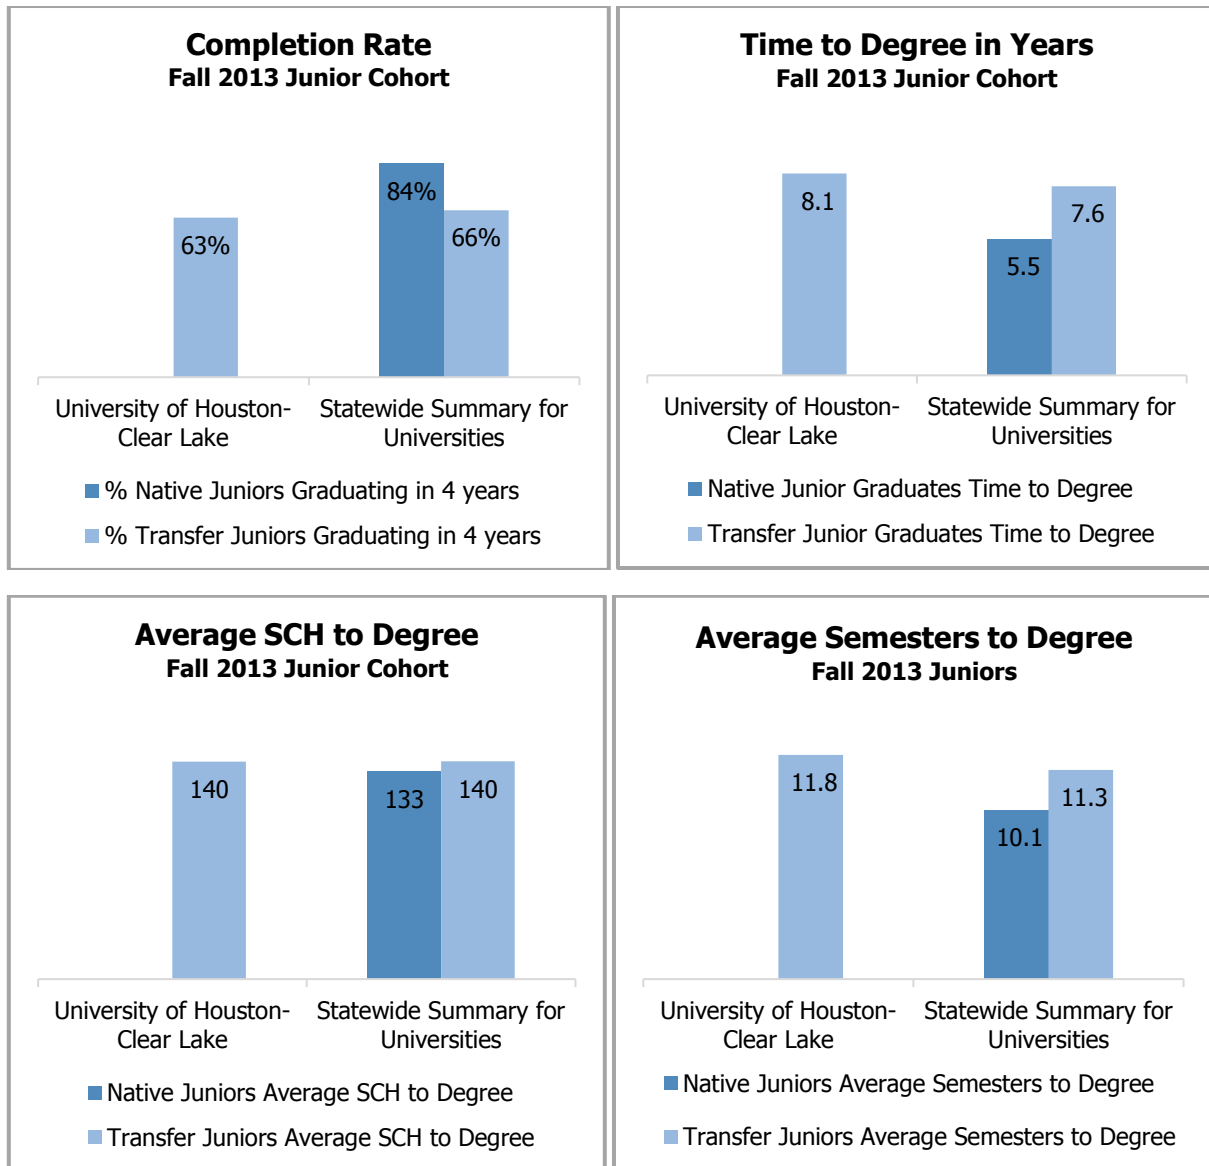 Completion Rate
Fall 2013 Junior Cohort
84%
63%
66%
University of Houston-
Clear Lake
Statewide Summary for
Universities
% Native Juniors Graduating in 4 years
% Transfer Juniors Graduating in 4 years
Time to Degree in Years
Fall 2013 Junior Cohort
8.1
7.6
5.5
University of Houston-
Clear Lake
Statewide Summary for
Universities
Native Junior Graduates Time to Degree
Transfer Junior Graduates Time to Degree
Average SCH to Degree
Fall 2013 Junior Cohort
140
133
140
University of Houston-
Clear Lake
Statewide Summary for
Universities
Native Juniors Average SCH to Degree
Transfer Juniors Average SCH to Degree
Average Semesters to Degree
Fall 2013 Juniors
11.8
11.3
10.1
University of Houston-
Clear Lake
Statewide Summary for
Universities
Native Juniors Average Semesters to Degree
Transfer Juniors Average Semesters to Degree